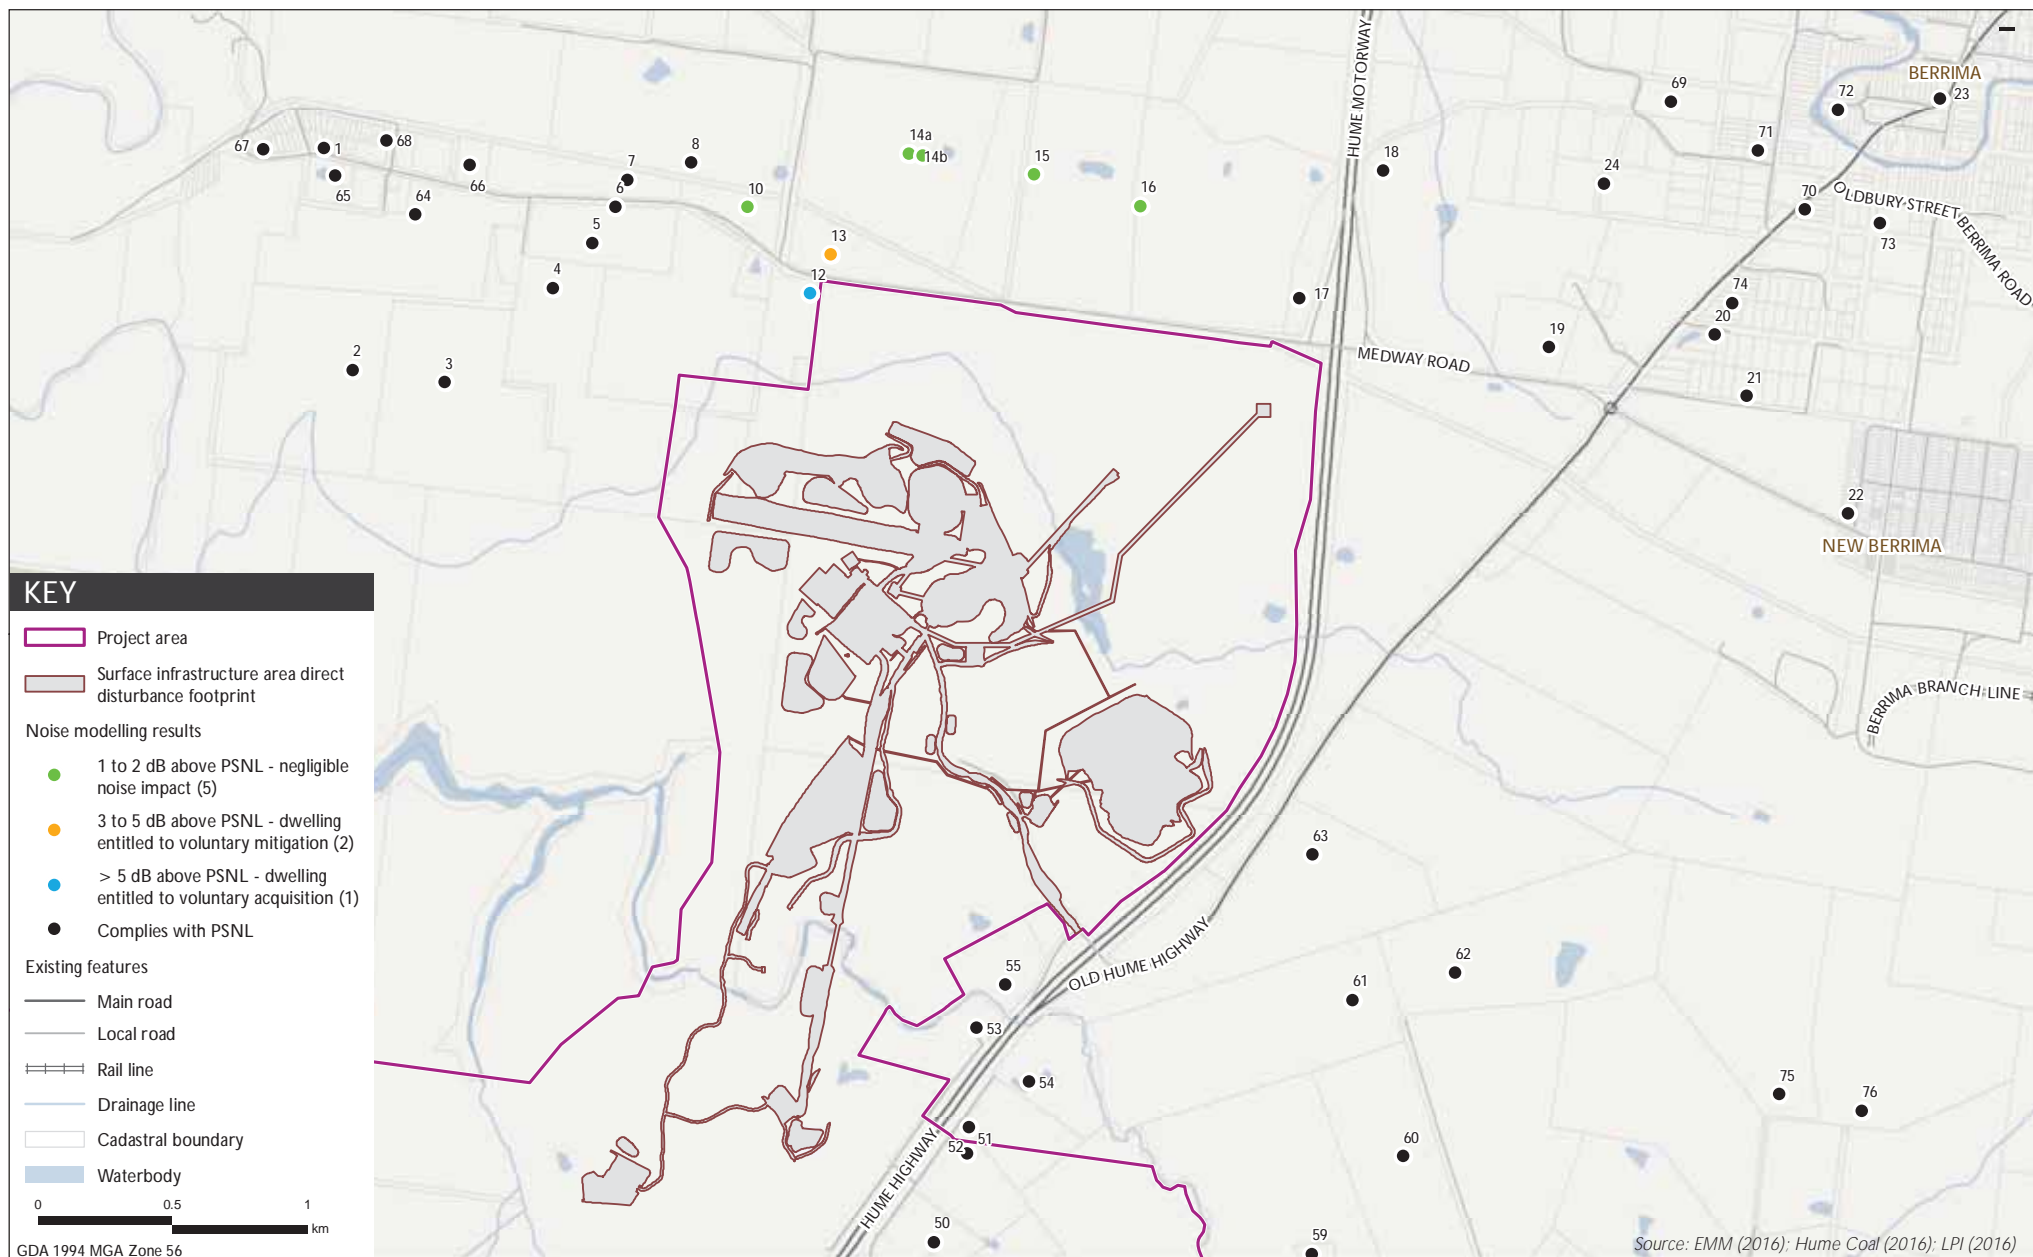 HUME MOTORWAY
BERRIMA
69
72
23
71
67
1
68
8
14a
14b
15
18
24
65
64
66
7
6
10
16
70
OLDBURY STREET
BERRIMA ROAD
73
5
13
4
12
17
74
20
19
2
3
MEDWAY ROAD
21
22
NEW BERRIMA
BERRIMA BRANCH LINE
63
OLD HUME HIGHWAY
55
62
61
53
54
75
76
51
52
60
HUME HIGHWAY
50
59
KEY
Project area
Surface infrastructure area direct
disturbance footprint
Noise modelling results
1 to 2 dB above PSNL - negligible
noise impact (5)
3 to 5 dB above PSNL - dwelling
entitled to voluntary mitigation (2)
> 5 dB above PSNL - dwelling
entitled to voluntary acquisition (1)
Complies with PSNL
Existing features
Main road
Local road
Rail line
Drainage line
Cadastral boundary
Waterbody
0 0.5 1
km
GDA 1994 MGA Zone 56
Source: EMM (2016); Hume Coal (2016); LPI (2016)